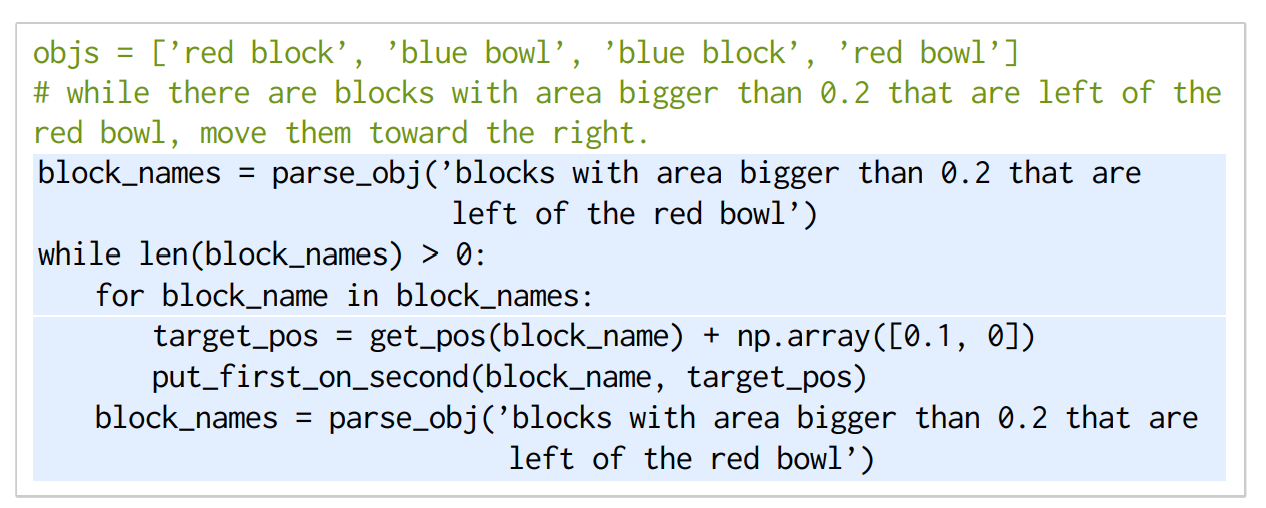 objs = [’red block’, ’blue bowl’, ’blue block’, ’red bowl’]
# while there are blocks with area bigger than 0.2 that are left of the
red bowl, move them toward the right.
block_names = parse_obj(’blocks with area bigger than 0.2 that are
left of the red bowl’)
while len(block_names) > 0:
for block_name in block_names:
target_pos = get_pos(block_name) + np.array([0.1, 0])
put_first_on_second(block_name, target_pos)
block_names = parse_obj(’blocks with area bigger than 0.2 that are
left of the red bowl’)